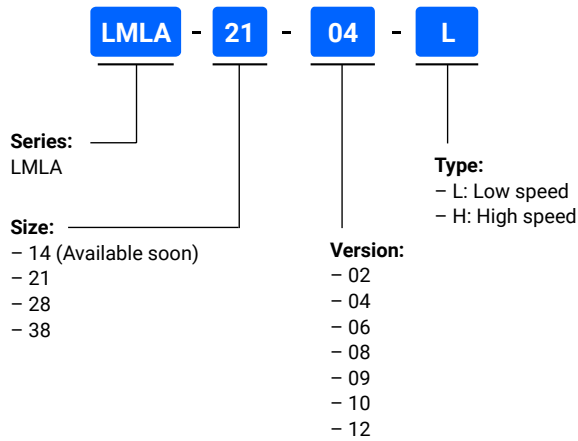 LMLA - 21 - 04 - L
Series:
LMLA
Size:
– 14 (Available soon)
– 21
– 28
– 38
Version:
– 02
– 04
– 06
– 08
– 09
– 10
– 12
Type:
– L: Low speed
– H: High speed